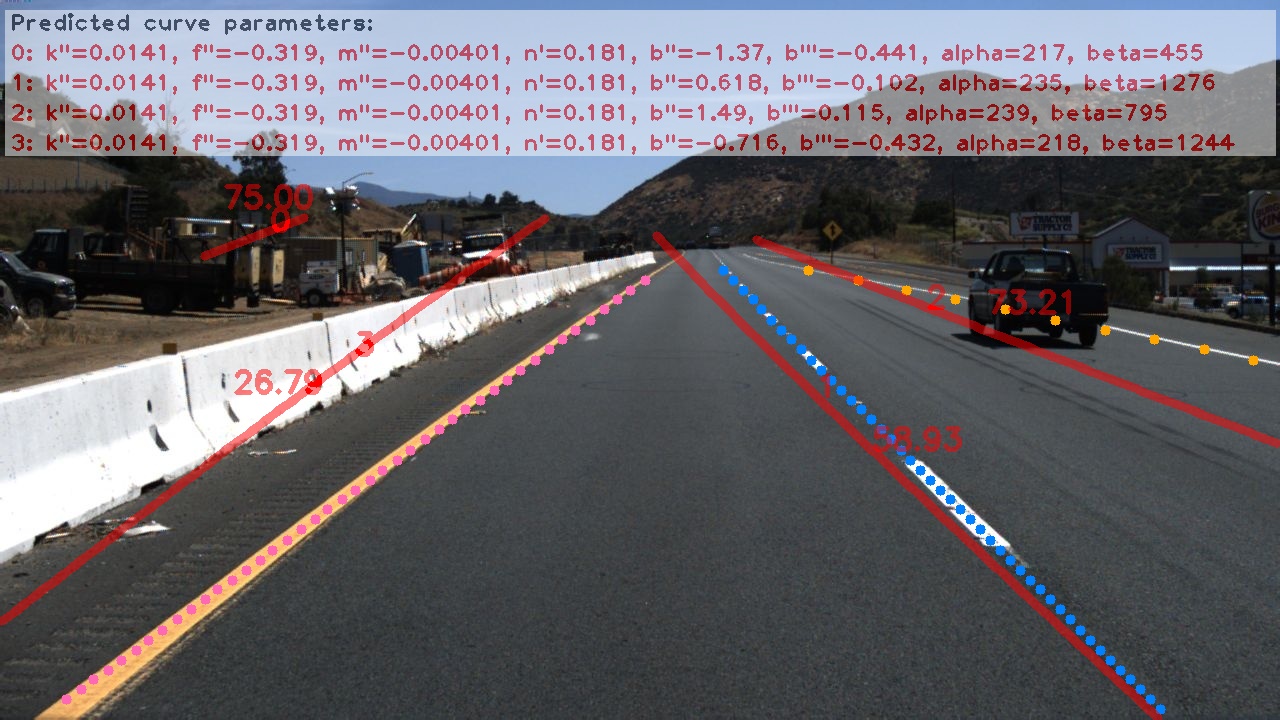 Predicted curve parameters:
0: k''=0.0141, f''=-0.319, m''=-0.00401, n'=0.181, b''=-1.37, b'''=-0.441, alpha=217, beta=455
1: k''=0.0141, f''=-0.319, m''=-0.00401, n'=0.181, b''=0.618, b'''=-0.102, alpha=235, beta=1276
2: k''=0.0141, f''=-0.319, m''=-0.00401, n'=0.181, b''=1.49, b'''=0.115, alpha=239, beta=795
3: k''=0.0141, f''=-0.319, m''=-0.00401, n'=0.181, b''=-0.716, b'''=-0.432, alpha=218, beta=1244
75.00
0
TRACTOR
SUPPLY CO
TRACTOR
SUPPLY CO
2
73.21
3
26.79